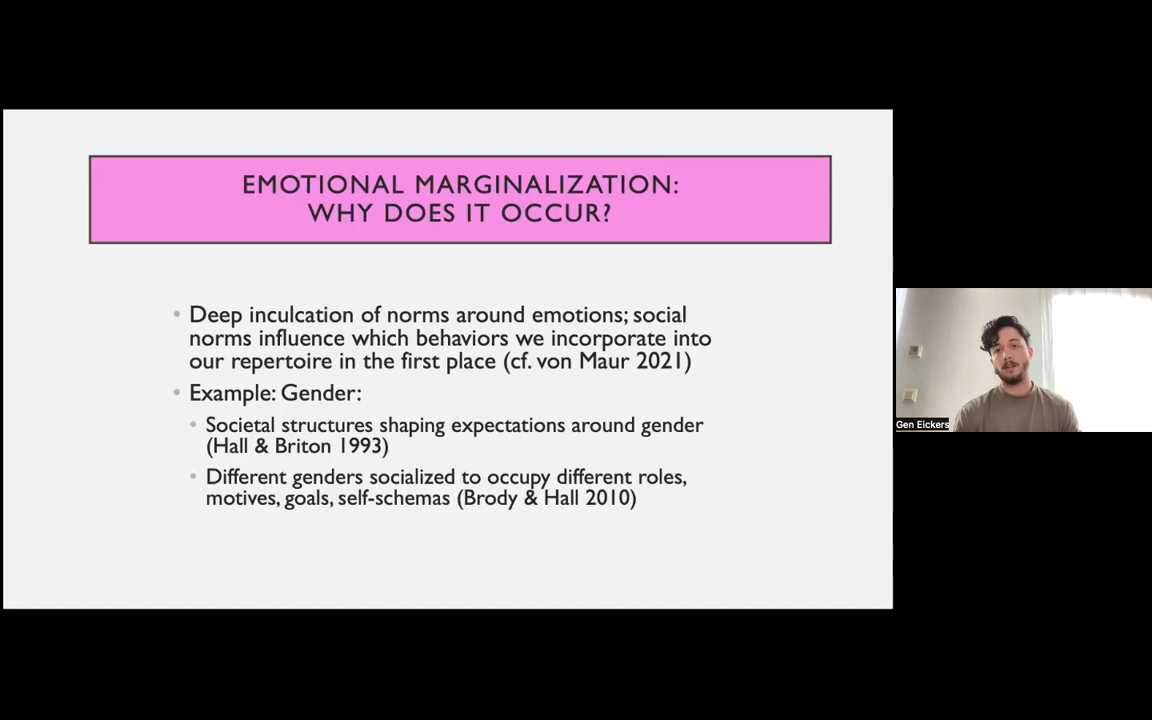 EMOTIONAL MARGINALIZATION:
WHY DOES IT OCCUR?
• Deep inculcation of norms around emotions; social
norms influence which behaviors we incorporate into
our repertoire in the first place (cf. von Maur 2021)
• Example: Gender:
• Societal structures shaping expectations around gender
(Hall & Briton 1993)
• Different genders socialized to occupy different roles,
motives, goals, self-schemas (Brody & Hall 2010)
Gen Eickers